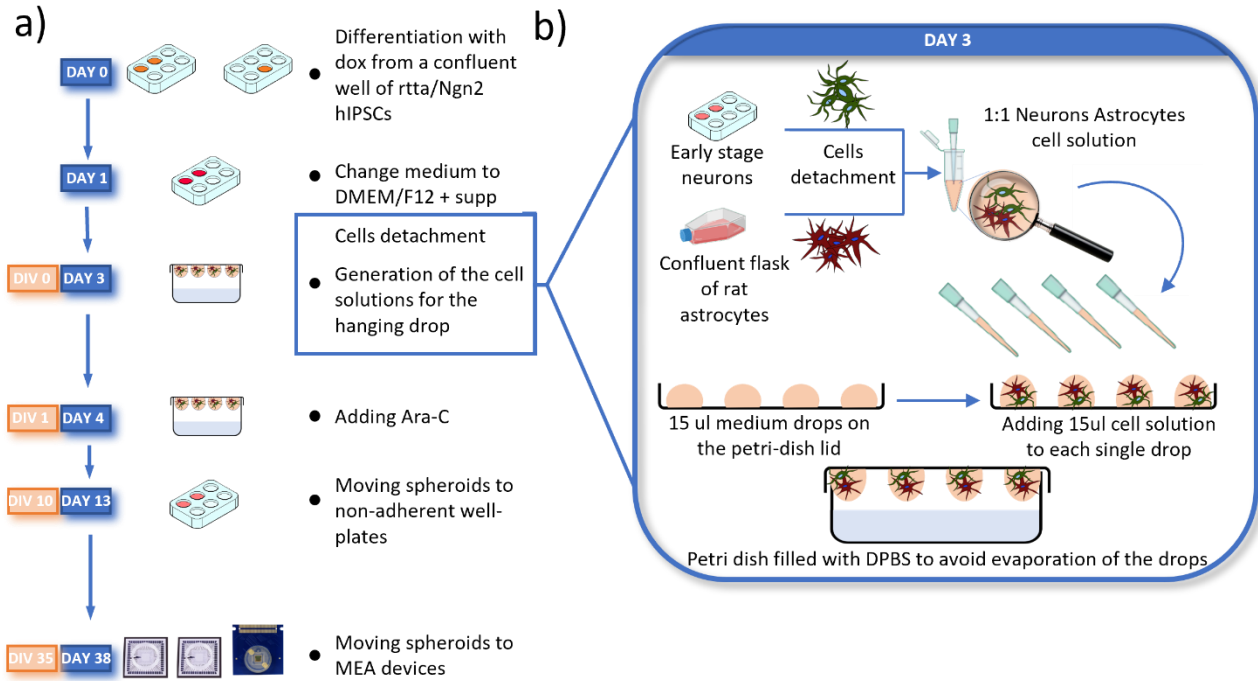 a)
DAY 0
Differentiation with
dox from a confluent
well of rtta/Ngn2
hIPSCs
DAY 1
Change medium to
DMEM/F12 + supp
Cells detachment
DIV 0 DAY 3
Generation of the cell
solutions for the
hanging drop
DIV 1 DAY 4
Adding Ara-C
DIV 10 DAY 13
Moving spheroids to
non-adherent well-
plates
DIV 35 DAY 38
Moving spheroids to
MEA devices
b)
DAY 3
Early stage
neurons
Cells
detachment
1:1 Neurons Astrocytes
cell solution
Confluent flask
of rat
astrocytes
15 ul medium drops on
the petri-dish lid
Adding 15ul cell solution
to each single drop
Petri dish filled with DPBS to avoid evaporation of the drops